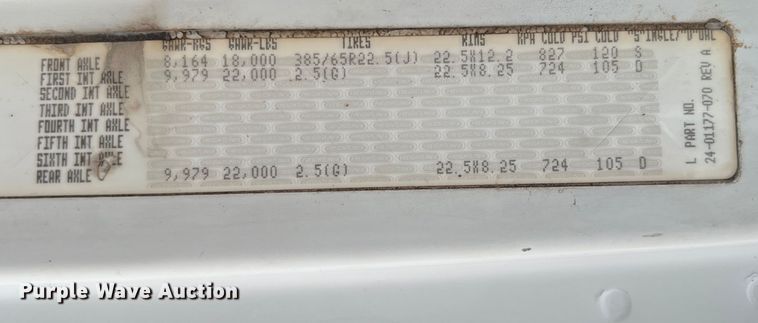 GAWR-KGS GAWR-LBS TIRES RIMS KPA COLD PSI COLD "S"INGLE/"D"UAL
FRONT AXLE 8,164 18,000 385/65R22.5(J) 22.5X12.2 827 120 S
FIRST INT AXLE 9,979 22,000 2.5(G) 22.5X8.25 724 105 D
SECOND INT AXLE
THIRD INT AXLE
FOURTH INT AXLE
FIFTH INT AXLE
SIXTH INT AXLE
REAR AXLE 9,979 22,000 2.5(G) 22.5X8.25 724 105 D
L PART NO.
24-01177-070 REV A
Purple Wave Auction